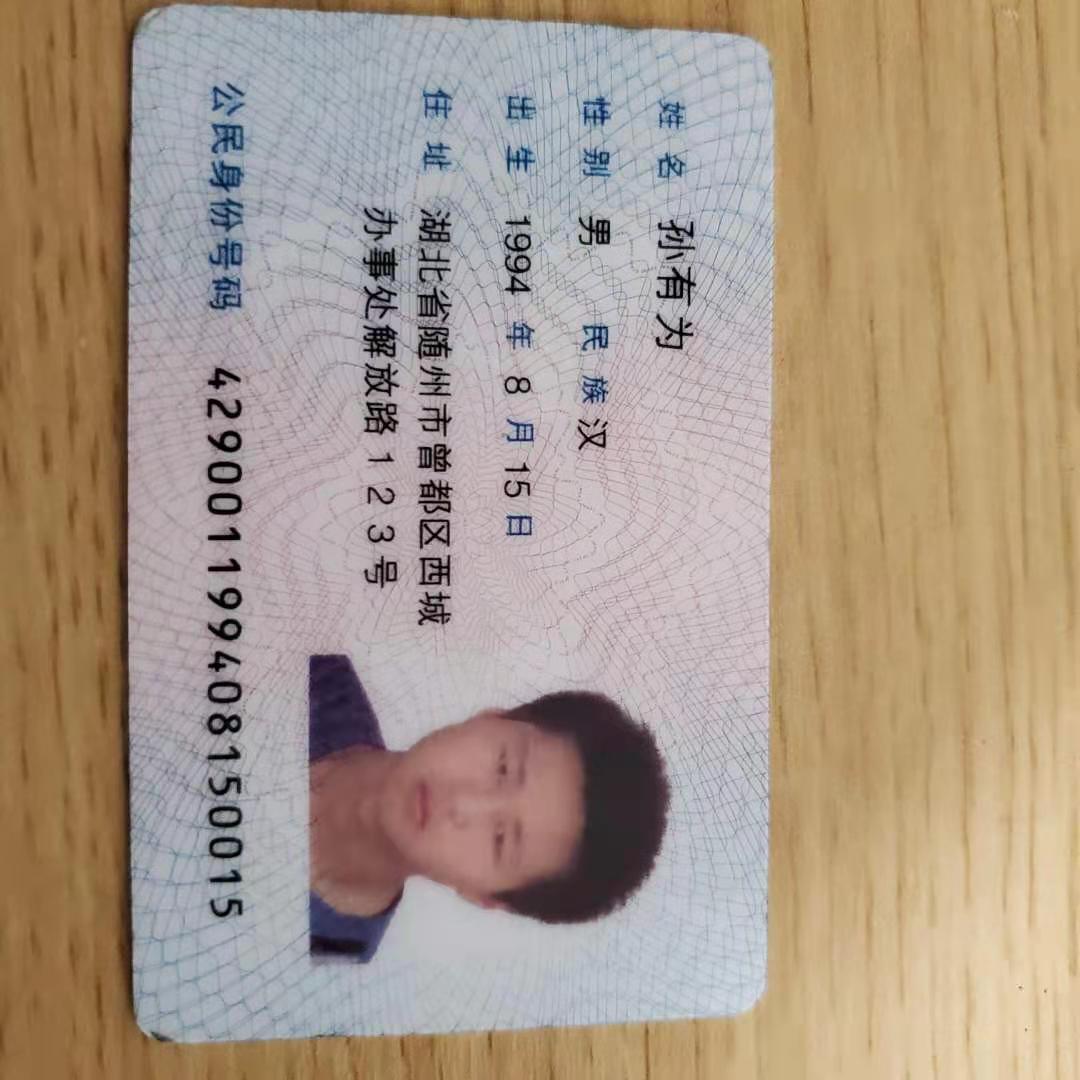 姓名 孙有为
性别 男 民族 汉
出生 1994 年 8 月 15 日
住址 湖北省随州市曾都区西城
办事处解放路123号
公民身份号码 429001199408150015